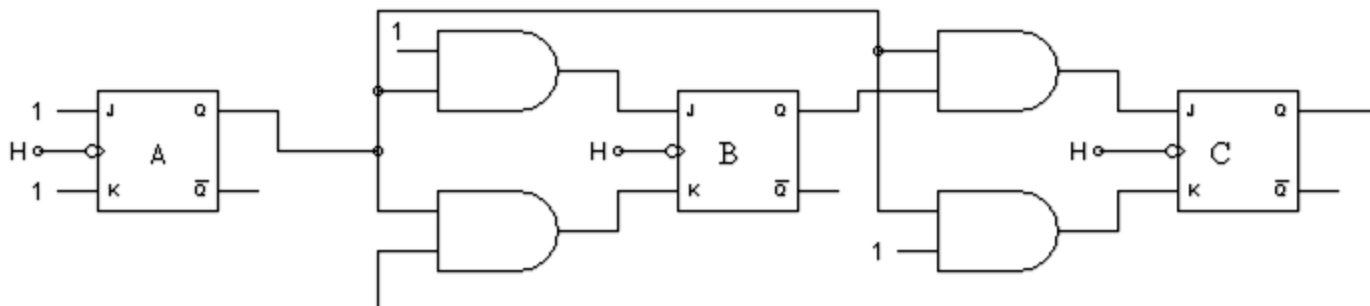 1
1 J Q J Q J Q
H A H B H C
1 K Q̅ K Q̅ 1 K Q̅